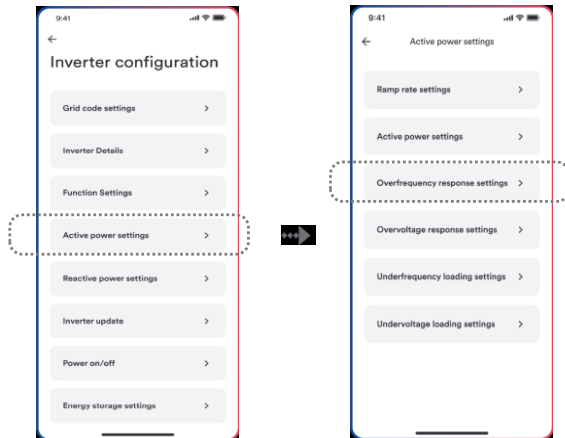 9:41
Inverter configuration
Grid code settings
Inverter Details
Function Settings
Active power settings
Reactive power settings
Inverter update
Power on/off
Energy storage settings
9:41
Active power settings
Ramp rate settings
Active power settings
Overfrequency response settings
Overvoltage response settings
Underfrequency loading settings
Undervoltage loading settings